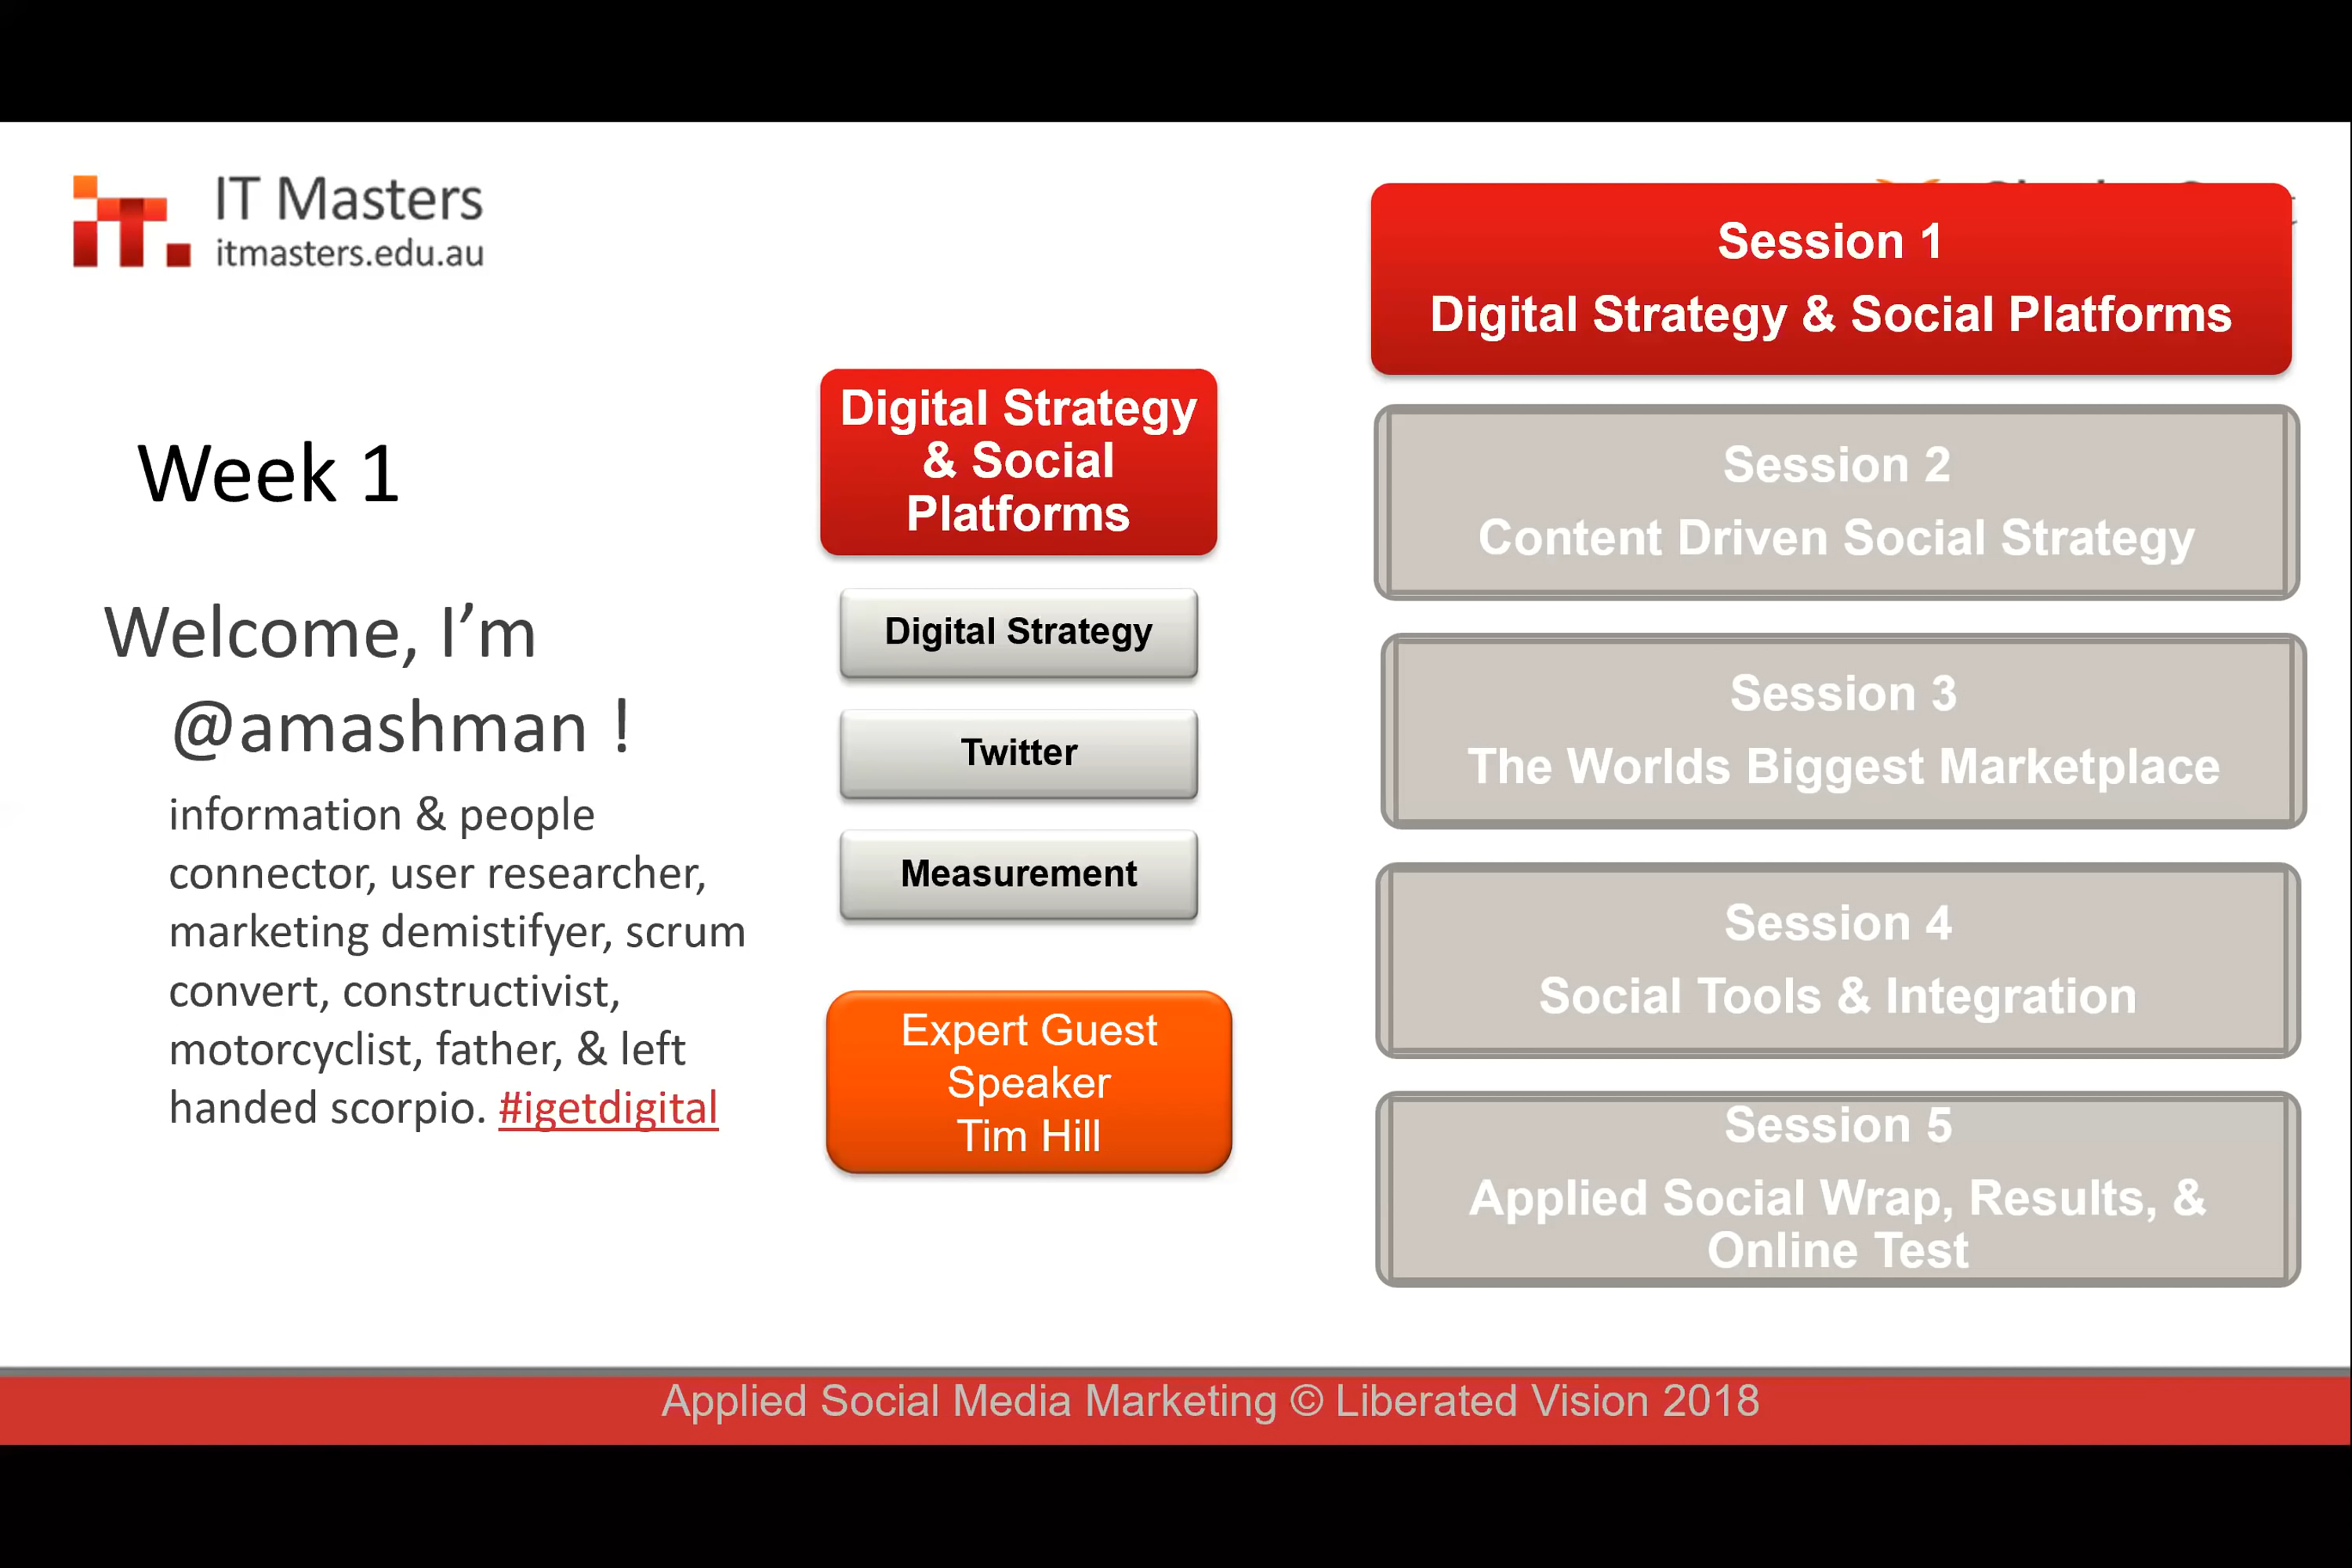 IT Masters
itmasters.edu.au
Week 1
Welcome, I'm
@amashman !
information & people
connector, user researcher,
marketing demistifyer, scrum
convert, constructivist,
motorcyclist, father, & left
handed scorpio. #igetdigital
Digital Strategy
& Social
Platforms
Digital Strategy
Twitter
Measurement
Expert Guest
Speaker
Tim Hill
Session 1
Digital Strategy & Social Platforms
Session 2
Content Driven Social Strategy
Session 3
The Worlds Biggest Marketplace
Session 4
Social Tools & Integration
Session 5
Applied Social Wrap, Results, &
Online Test
Applied Social Media Marketing © Liberated Vision 2018